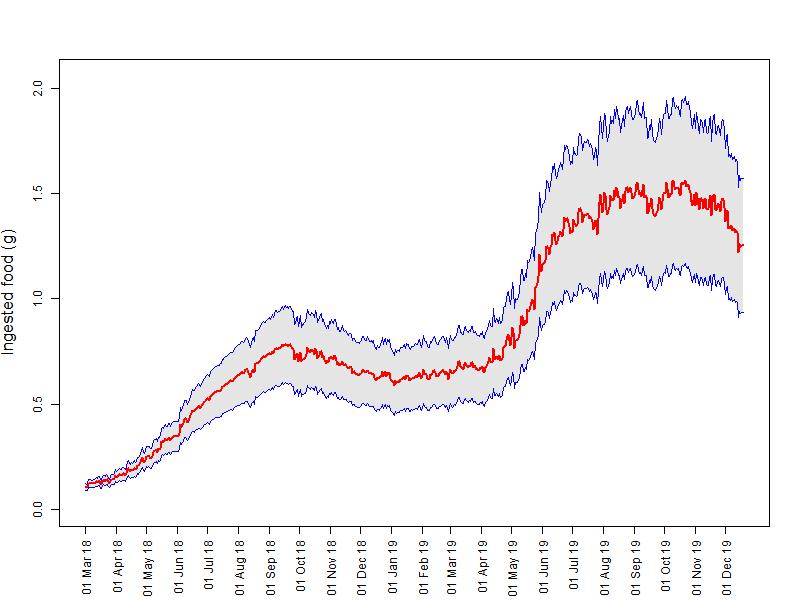 Ingested food (g)
2.0
1.5
1.0
0.5
0.0
01 Mar 18
01 Apr 18
01 May 18
01 Jun 18
01 Jul 18
01 Aug 18
01 Sep 18
01 Oct 18
01 Nov 18
01 Dec 18
01 Jan 19
01 Feb 19
01 Mar 19
01 Apr 19
01 May 19
01 Jun 19
01 Jul 19
01 Aug 19
01 Sep 19
01 Oct 19
01 Nov 19
01 Dec 19